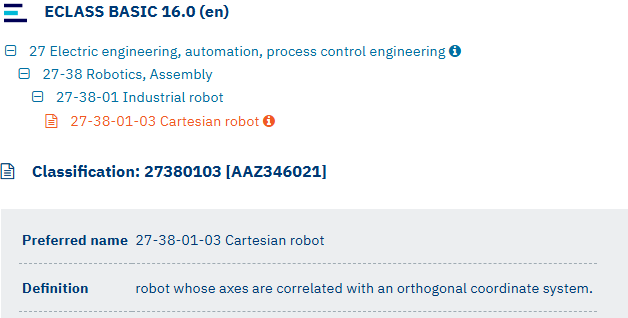 ECLASS BASIC 16.0 (en)
27 Electric engineering, automation, process control engineering
27-38 Robotics, Assembly
27-38-01 Industrial robot
27-38-01-03 Cartesian robot
Classification: 27380103 [AAZ346021]
Preferred name 27-38-01-03 Cartesian robot
Definition robot whose axes are correlated with an orthogonal coordinate system.